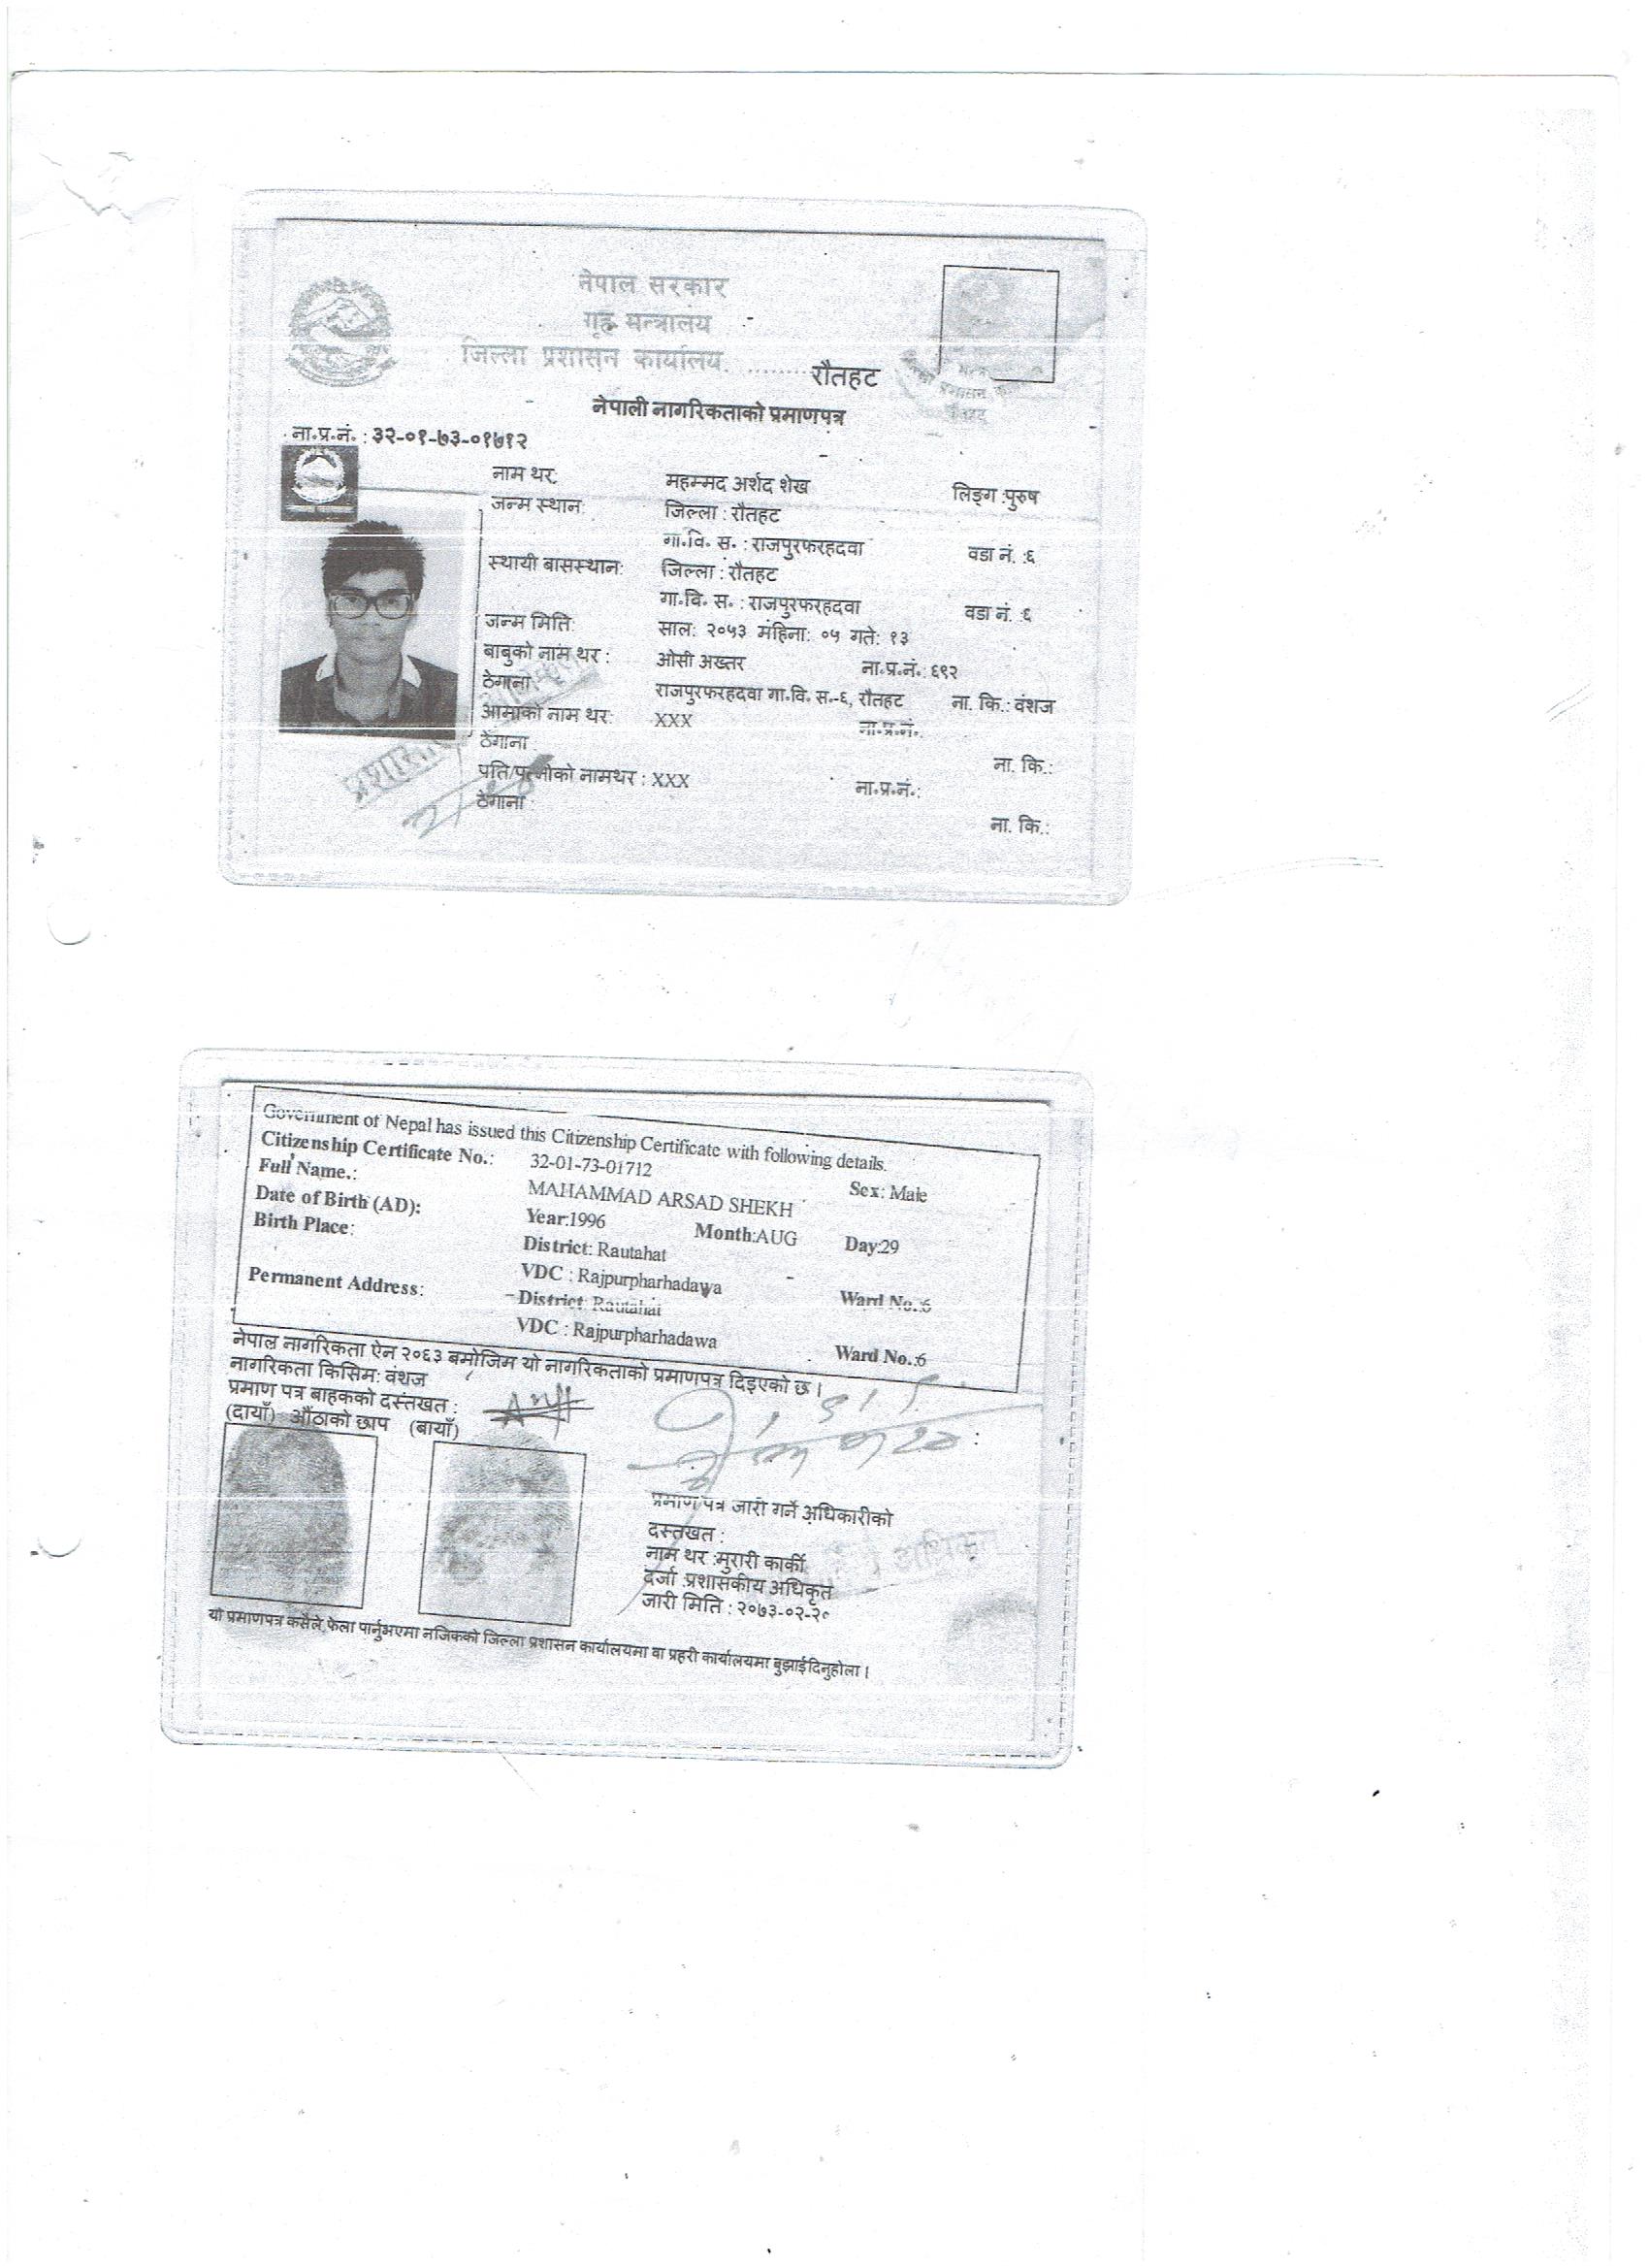 नेपाल सरकार
गृह मन्त्रालय
जिल्ला प्रशासन कार्यालय. ......... रौतहट
नेपाली नागरिकताको प्रमाणपत्र
ना.प्र.नं. : ३२-०१-७३-०१७१२
नाम थर: महम्मद अर्शद शेख लिङ्ग :पुरुष
जन्म स्थान: जिल्ला : रौतहट
गा.वि. स. : राजपुरफरहदवा वडा नं. :६
स्थायी बासस्थान: जिल्ला : रौतहट
गा.वि. स. : राजपुरफरहदवा वडा नं. :६
जन्म मिति: साल: २०५३ महिना: ०५ गते: १३
बाबुको नाम थर : ओसी अख्तर ना.प्र.नं.: ६९२
ठेगाना: राजपुरफरहदवा गा.वि. स.-६, रौतहट ना. कि.: वंशज
आमाको नाम थर: XXX ना.प्र.नं.
ठेगाना : ना. कि.:
पति/पत्नीको नामथर : XXX ना.प्र.नं.:
ठेगाना : ना. कि.:
Government of Nepal has issued this Citizenship Certificate with following details.
Citizenship Certificate No.: 32-01-73-01712 Sex: Male
Full Name.: MAHAMMAD ARSAD SHEKH
Date of Birth (AD): Year:1996 Month:AUG Day:29
Birth Place: District: Rautahat
VDC : Rajpurpharhadawa Ward No.:6
Permanent Address: District: Rautahat
VDC : Rajpurpharhadawa Ward No.:6
नेपाल नागरिकता ऐन २०६३ बमोजिम यो नागरिकताको प्रमाणपत्र दिइएको छ।
नागरिकता किसिम: वंशज
प्रमाण पत्र बाहकको दस्तखत :
(दायाँ) औंठाको छाप (बायाँ)
प्रमाण पत्र जारी गर्ने अधिकारीको
दस्तखत :
नाम थर :मुरारी कार्की
दर्जा :प्रशासकीय अधिकृत
जारी मिति : २०७३-०२-२०
यो प्रमाणपत्र कसैले फेला पार्नुभएमा नजिकको जिल्ला प्रशासन कार्यालयमा वा प्रहरी कार्यालयमा बुझाईदिनुहोला।